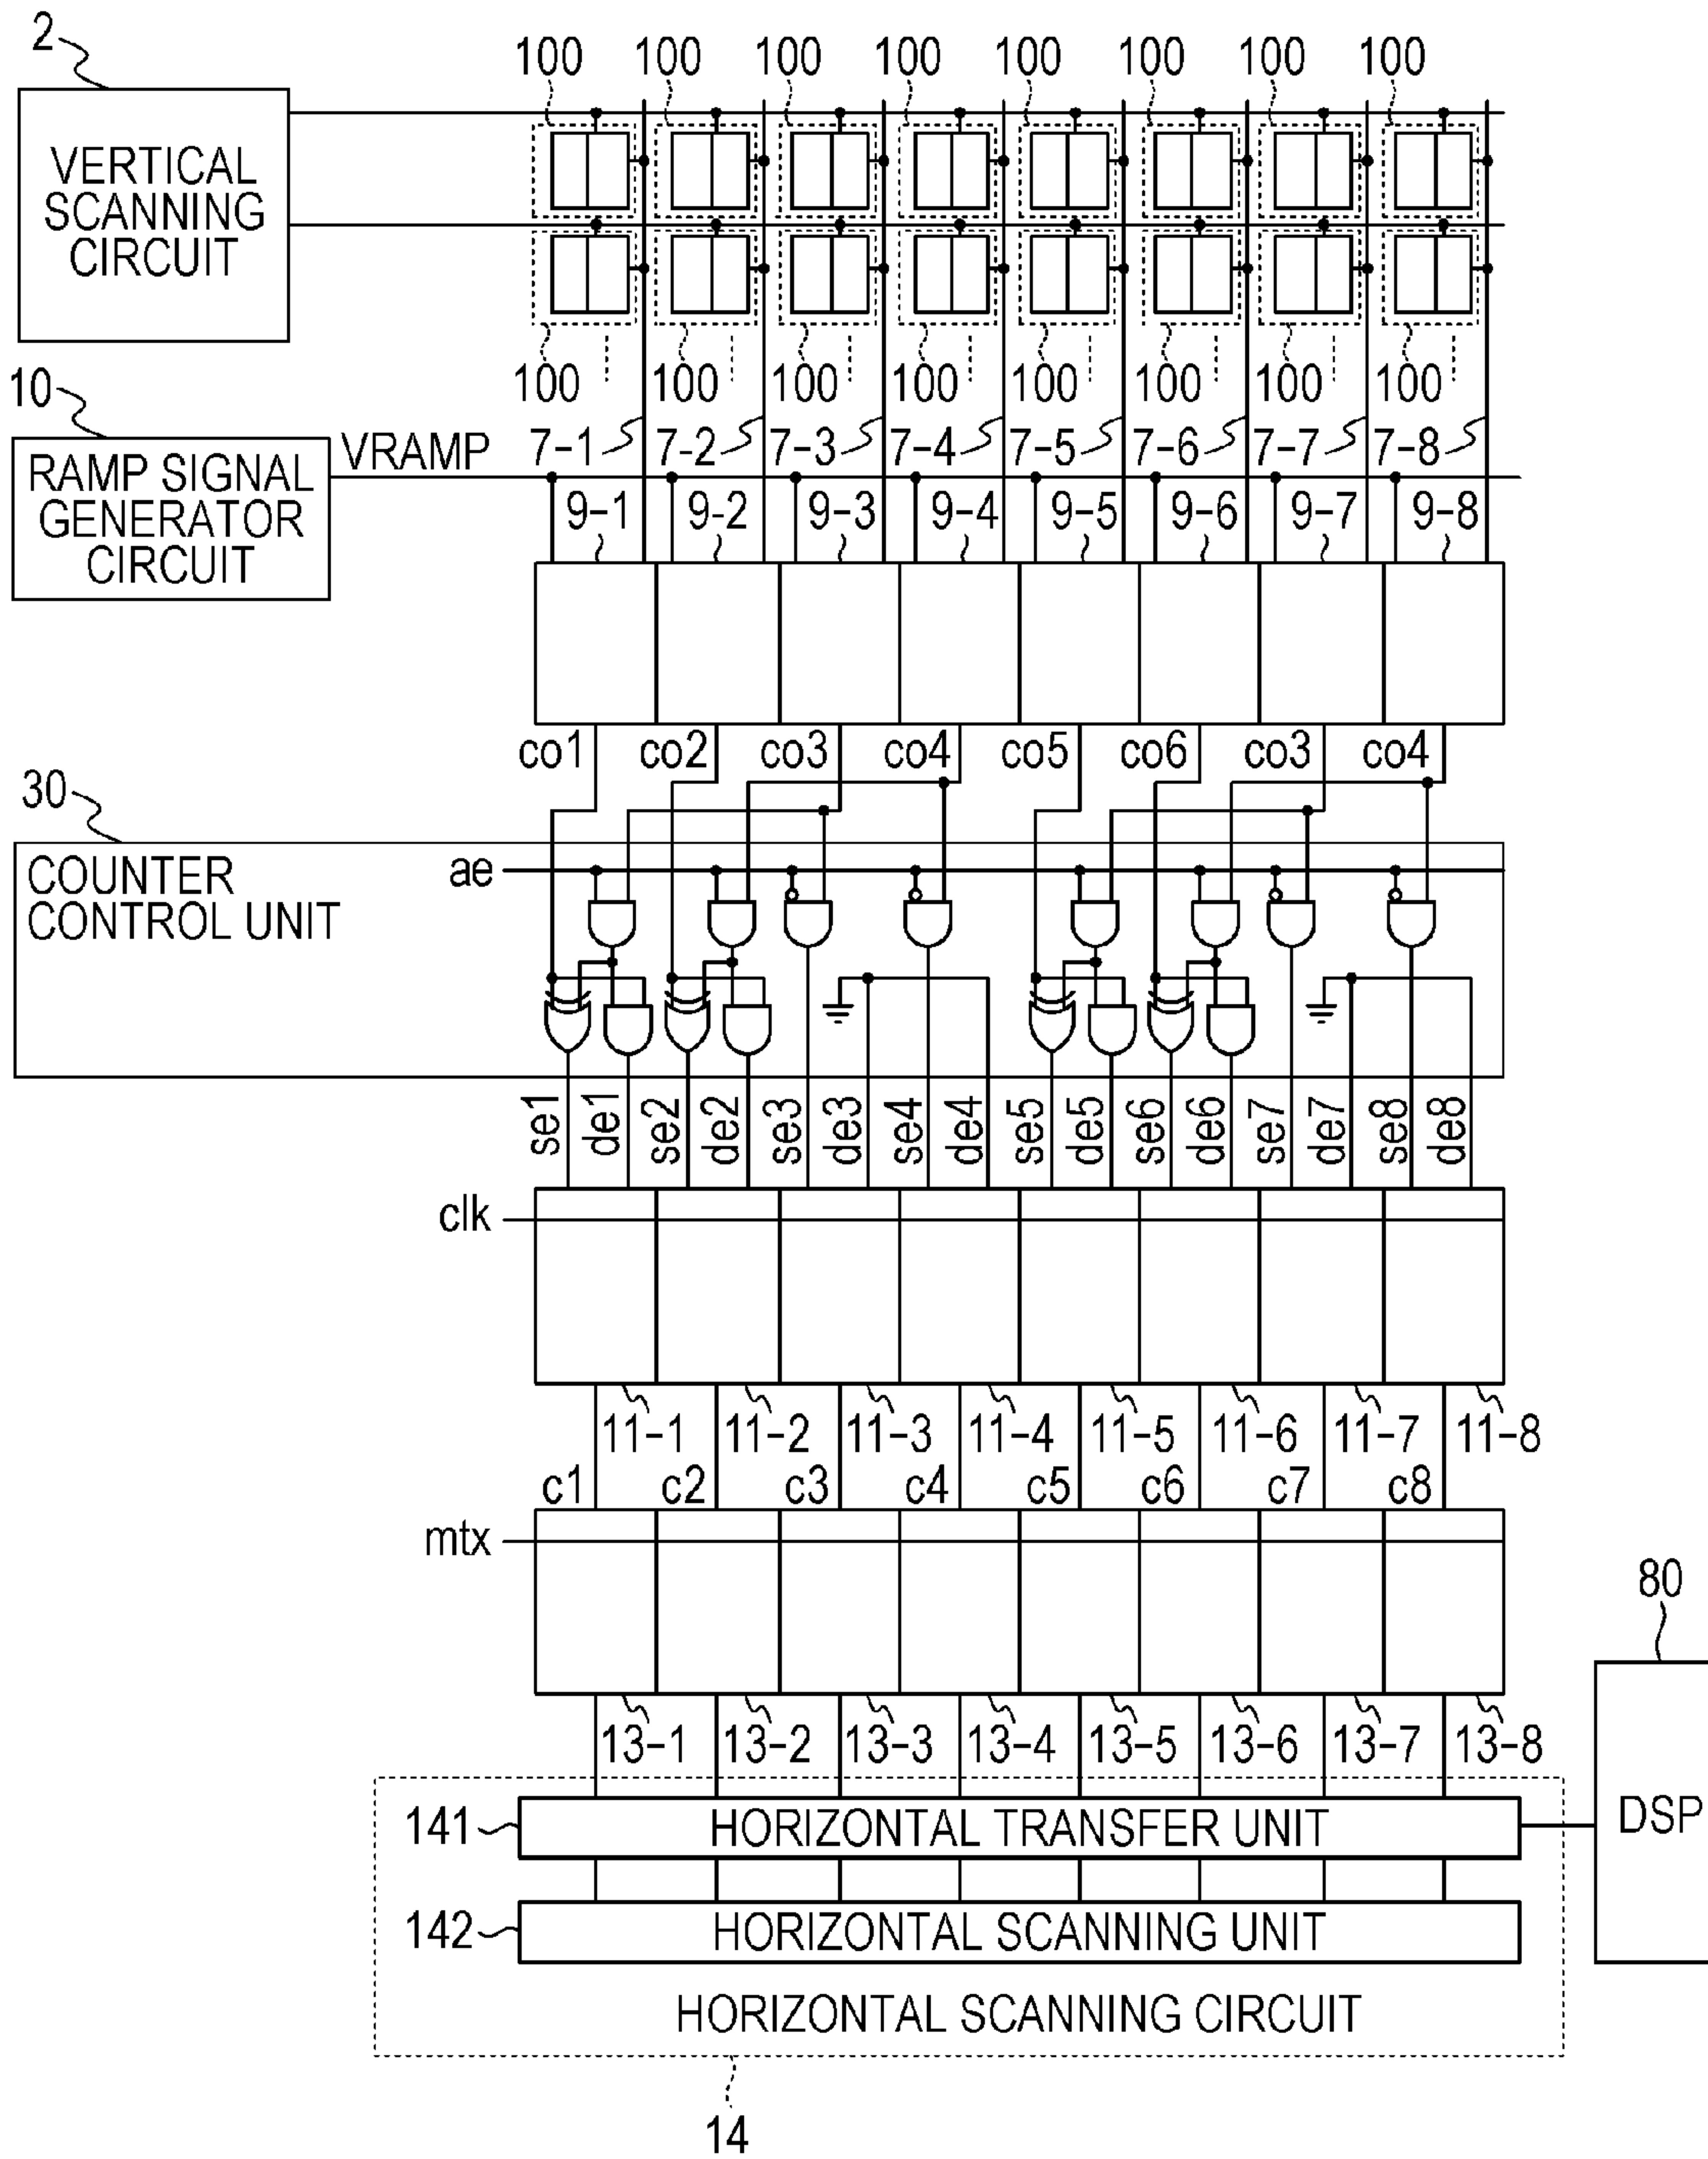 2
100 100 100 100 100 100 100 100
VERTICAL
SCANNING
CIRCUIT
100 100 100 100 100 100 100 100
10
VRAMP
7-1 7-2 7-3 7-4 7-5 7-6 7-7 7-8
RAMP SIGNAL
GENERATOR
CIRCUIT
9-1 9-2 9-3 9-4 9-5 9-6 9-7 9-8
co1 co2 co3 co4 co5 co6 co3 co4
30
COUNTER
CONTROL UNIT
ae
se1 de1 se2 de2 se3 de3 se4 de4 se5 de5 se6 de6 se7 de7 se8 de8
clk
11-1 11-2 11-3 11-4 11-5 11-6 11-7 11-8
c1 c2 c3 c4 c5 c6 c7 c8
mtx
80
13-1 13-2 13-3 13-4 13-5 13-6 13-7 13-8
141
HORIZONTAL TRANSFER UNIT
DSP
142
HORIZONTAL SCANNING UNIT
HORIZONTAL SCANNING CIRCUIT
14